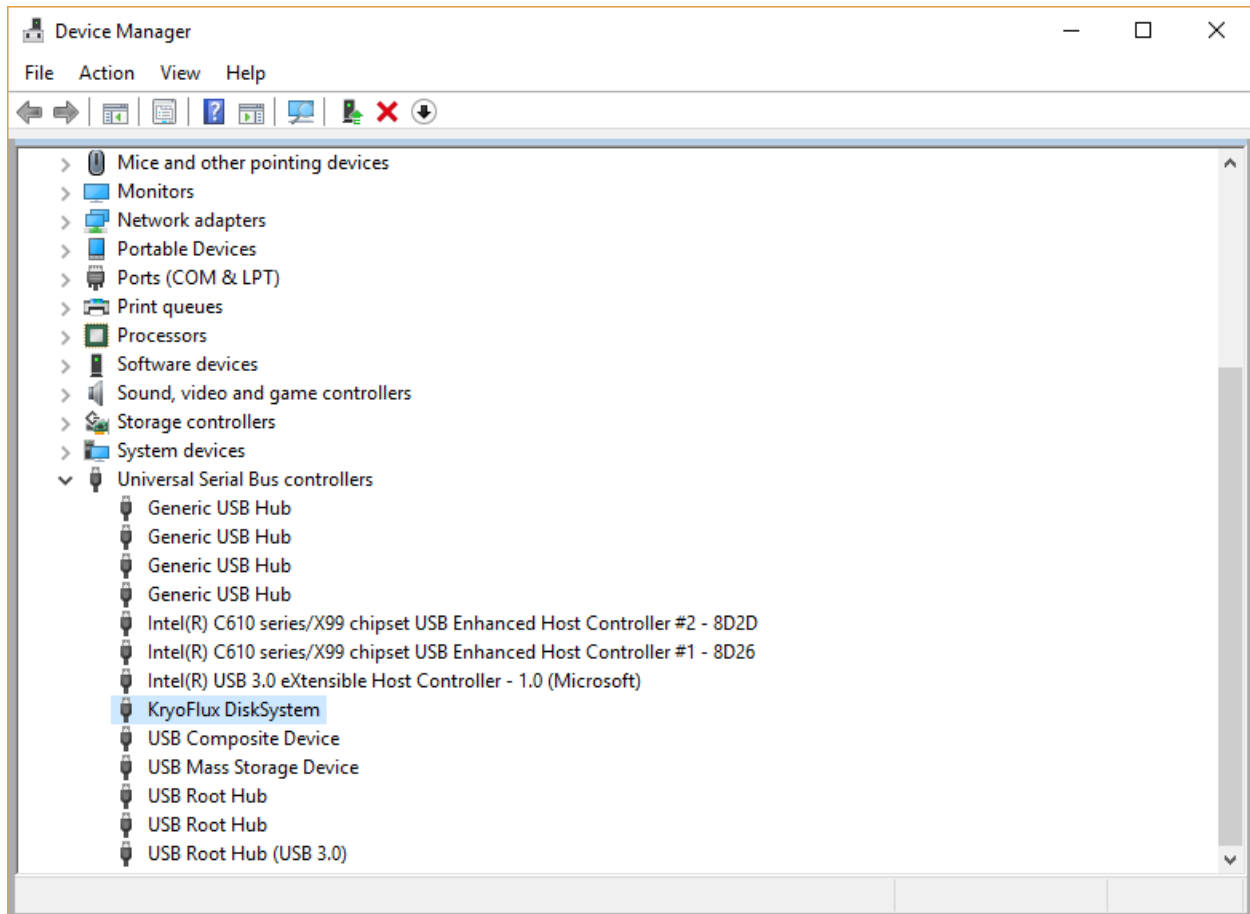 Device Manager
File Action View Help
Mice and other pointing devices
Monitors
Network adapters
Portable Devices
Ports (COM & LPT)
Print queues
Processors
Software devices
Sound, video and game controllers
Storage controllers
System devices
Universal Serial Bus controllers
Generic USB Hub
Generic USB Hub
Generic USB Hub
Generic USB Hub
Intel(R) C610 series/X99 chipset USB Enhanced Host Controller #2 - 8D2D
Intel(R) C610 series/X99 chipset USB Enhanced Host Controller #1 - 8D26
Intel(R) USB 3.0 eXtensible Host Controller - 1.0 (Microsoft)
KryoFlux DiskSystem
USB Composite Device
USB Mass Storage Device
USB Root Hub
USB Root Hub
USB Root Hub (USB 3.0)